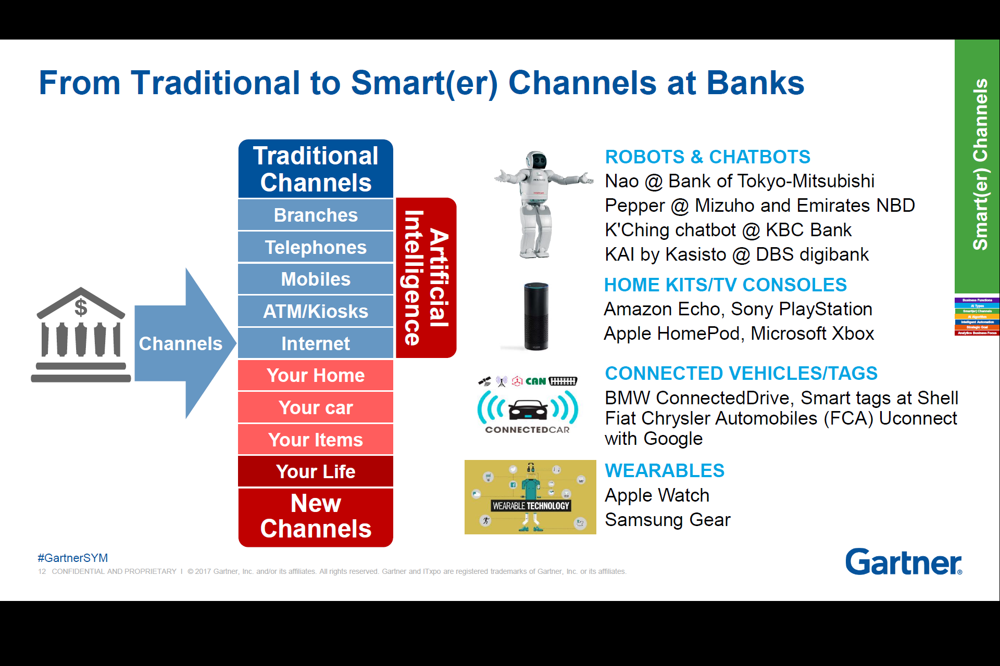 From Traditional to Smart(er) Channels at Banks
$
Channels
Traditional
Channels
Branches
Telephones
Mobiles
ATM/Kiosks
Internet
Your Home
Your car
Your Items
Your Life
New
Channels
Artificial
Intelligence
ASIMO
HONDA
ROBOTS & CHATBOTS
Nao @ Bank of Tokyo-Mitsubishi
Pepper @ Mizuho and Emirates NBD
K'Ching chatbot @ KBC Bank
KAI by Kasisto @ DBS digibank
HOME KITS/TV CONSOLES
Amazon Echo, Sony PlayStation
Apple HomePod, Microsoft Xbox
CAN
CONNECTEDCAR
CONNECTED VEHICLES/TAGS
BMW ConnectedDrive, Smart tags at Shell
Fiat Chrysler Automobiles (FCA) Uconnect
with Google
WEARABLE TECHNOLOGY
WEARABLES
Apple Watch
Samsung Gear
Smart(er) Channels
Business Functions
AI Types
Smart(er) Channels
AI Algorithm
Intelligent Automation
Strategic Goal
Analytics Business Focus
#GartnerSYM
12 CONFIDENTIAL AND PROPRIETARY I © 2017 Gartner, Inc. and/or its affiliates. All rights reserved. Gartner and ITxpo are registered trademarks of Gartner, Inc. or its affiliates.
Gartner®